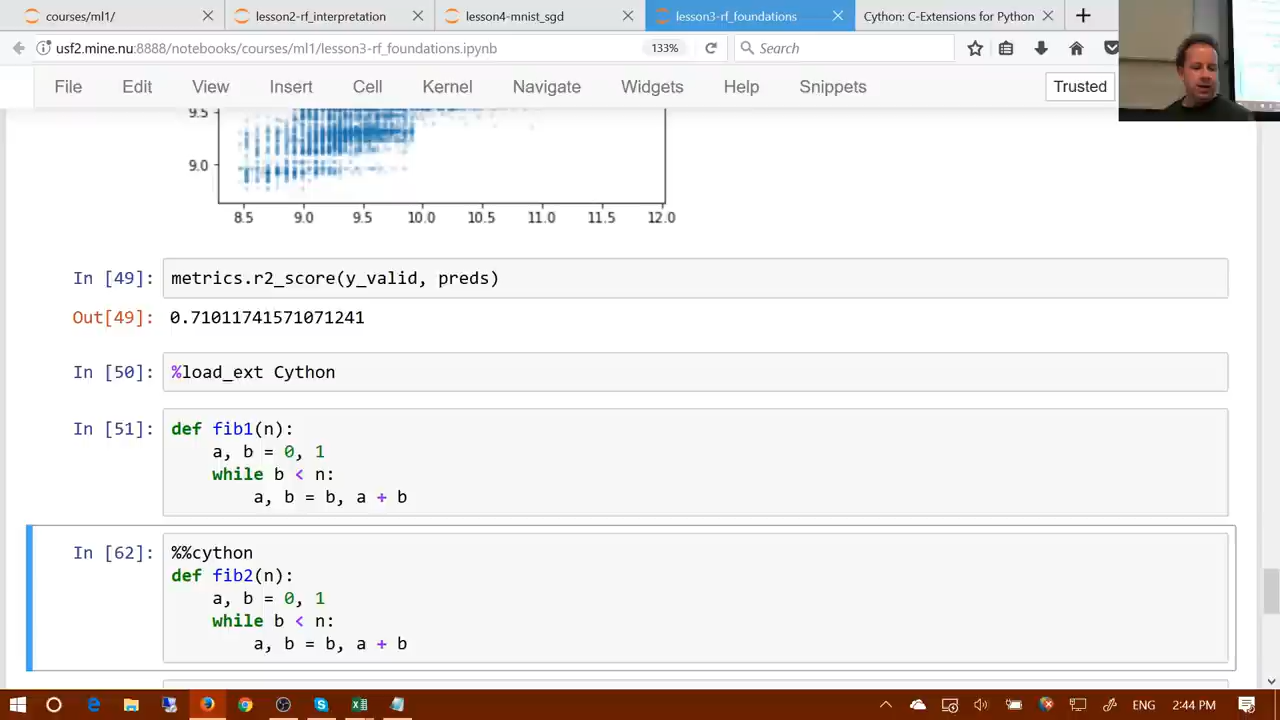 courses/ml1/
lesson2-rf_interpretation
lesson4-mnist_sgd
lesson3-rf_foundations
Cython: C-Extensions for Python
usf2.mine.nu:8888/notebooks/courses/ml1/lesson3-rf_foundations.ipynb
133%
Search
File Edit View Insert Cell Kernel Navigate Widgets Help Snippets
Trusted
9.5
9.0
8.5 9.0 9.5 10.0 10.5 11.0 11.5 12.0
In [49]: metrics.r2_score(y_valid, preds)
Out[49]: 0.71011741571071241
In [50]: %load_ext Cython
In [51]: def fib1(n):
a, b = 0, 1
while b < n:
a, b = b, a + b
In [62]: %%cython
def fib2(n):
a, b = 0, 1
while b < n:
a, b = b, a + b
ENG 2:44 PM